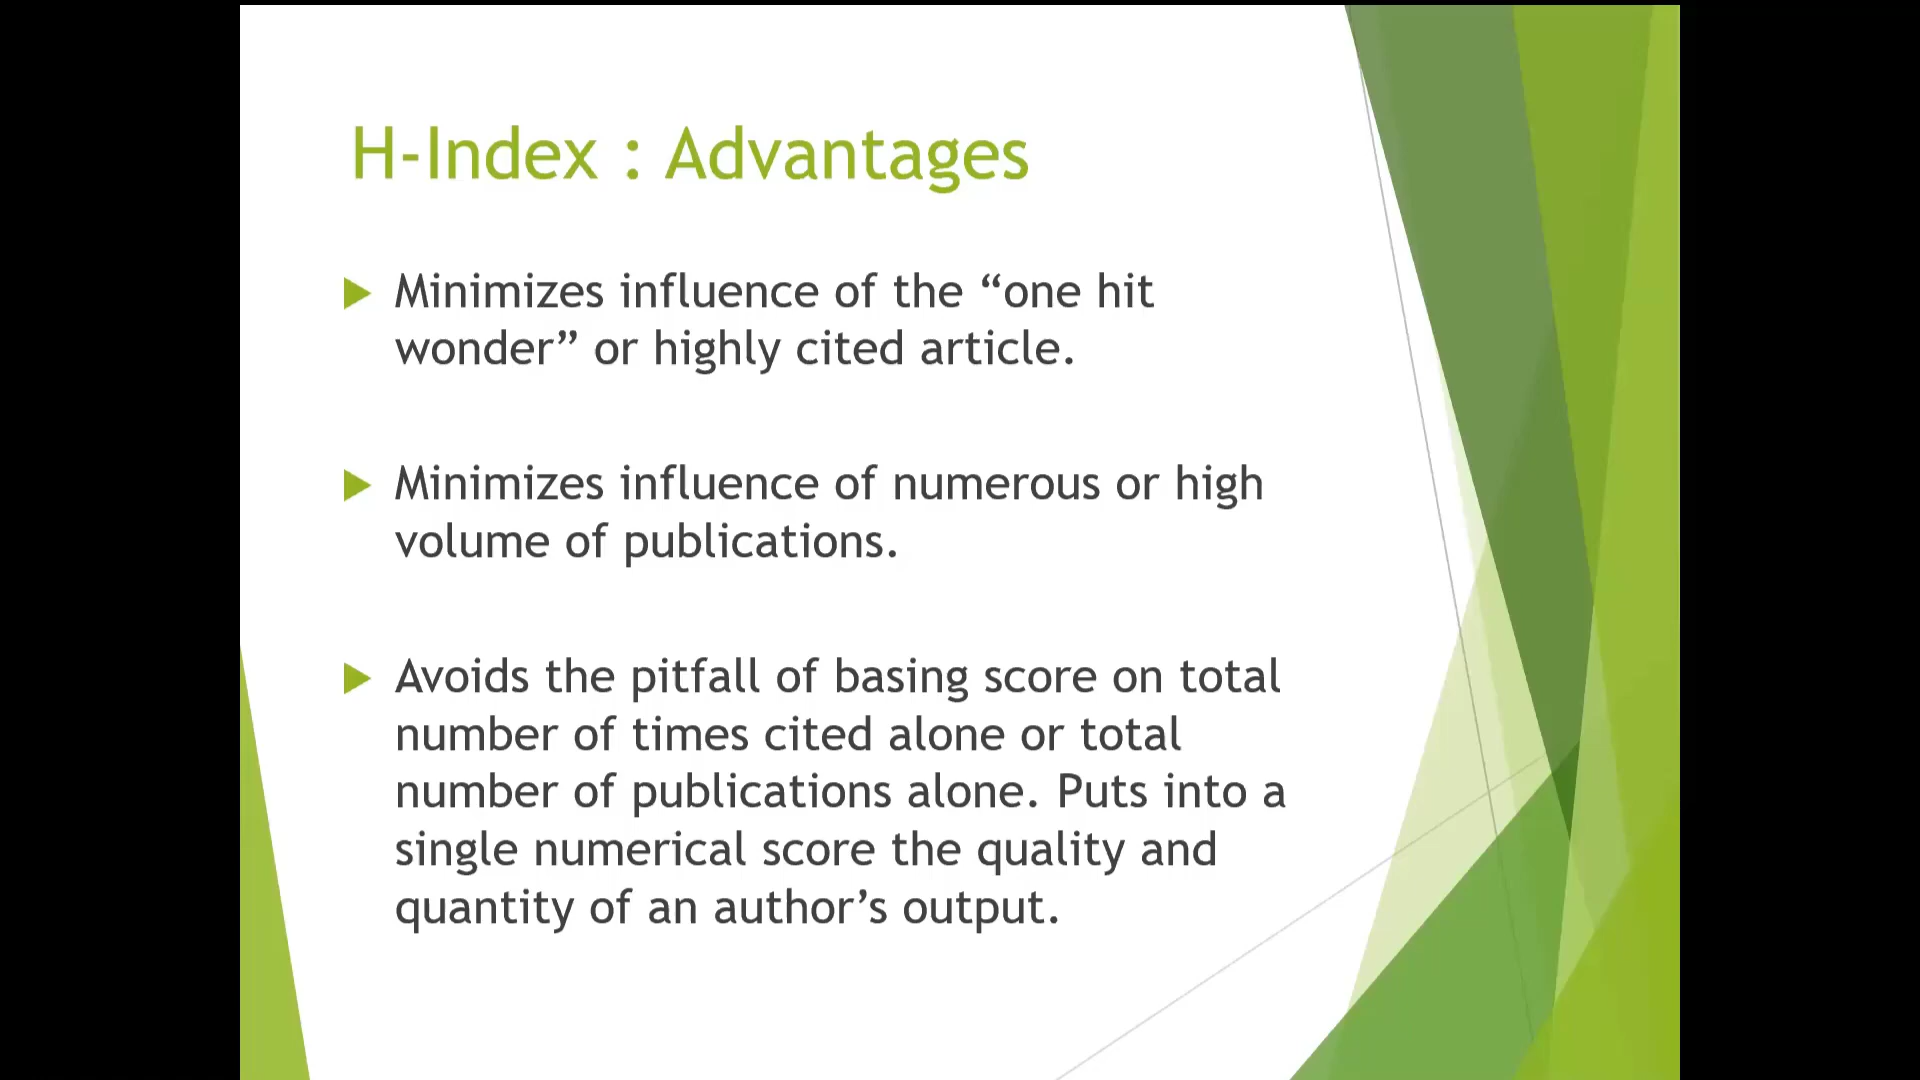 H-Index : Advantages
Minimizes influence of the “one hit
wonder” or highly cited article.
Minimizes influence of numerous or high
volume of publications.
Avoids the pitfall of basing score on total
number of times cited alone or total
number of publications alone. Puts into a
single numerical score the quality and
quantity of an author’s output.